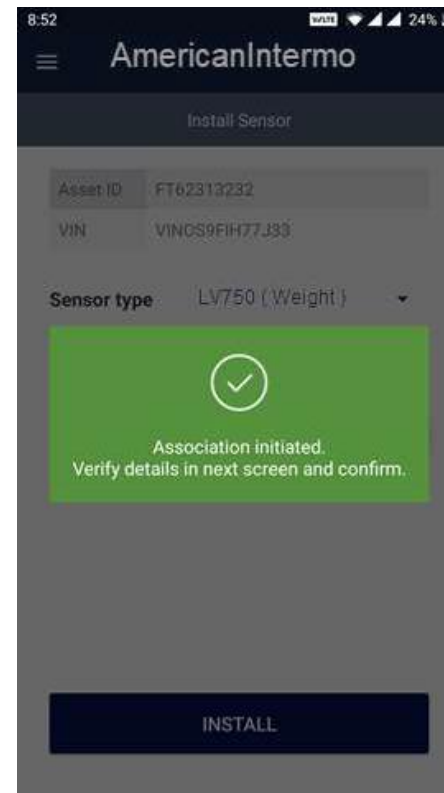 8:52 VoLTE 24%
AmericanIntermo
Install Sensor
Asset ID FT62313232
VIN VINOS9FIH77J33
Sensor type LV750 ( Weight )
Association initiated.
Verify details in next screen and confirm.
INSTALL